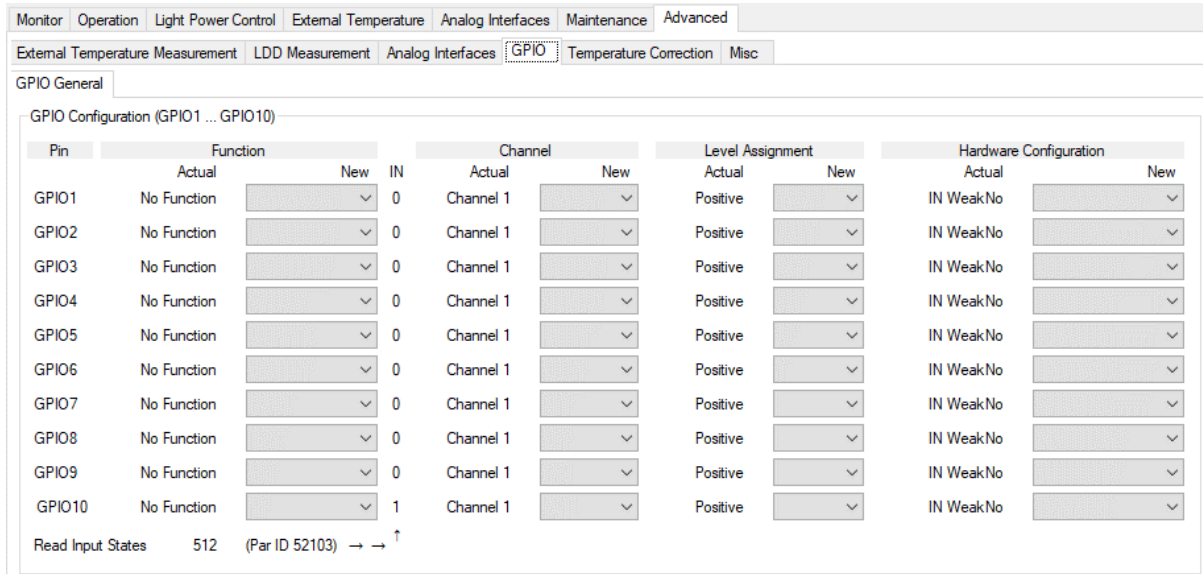 Monitor Operation Light Power Control External Temperature Analog Interfaces Maintenance Advanced
External Temperature Measurement LDD Measurement Analog Interfaces GPIO Temperature Correction Misc
GPIO General
GPIO Configuration (GPIO1 ... GPIO10)
Pin Function Channel Level Assignment Hardware Configuration
Actual New IN Actual New Actual New Actual New
GPIO1 No Function 0 Channel 1 Positive IN WeakNo
GPIO2 No Function 0 Channel 1 Positive IN WeakNo
GPIO3 No Function 0 Channel 1 Positive IN WeakNo
GPIO4 No Function 0 Channel 1 Positive IN WeakNo
GPIO5 No Function 0 Channel 1 Positive IN WeakNo
GPIO6 No Function 0 Channel 1 Positive IN WeakNo
GPIO7 No Function 0 Channel 1 Positive IN WeakNo
GPIO8 No Function 0 Channel 1 Positive IN WeakNo
GPIO9 No Function 0 Channel 1 Positive IN WeakNo
GPIO10 No Function 1 Channel 1 Positive IN WeakNo
Read Input States 512 (Par ID 52103) → → ↑